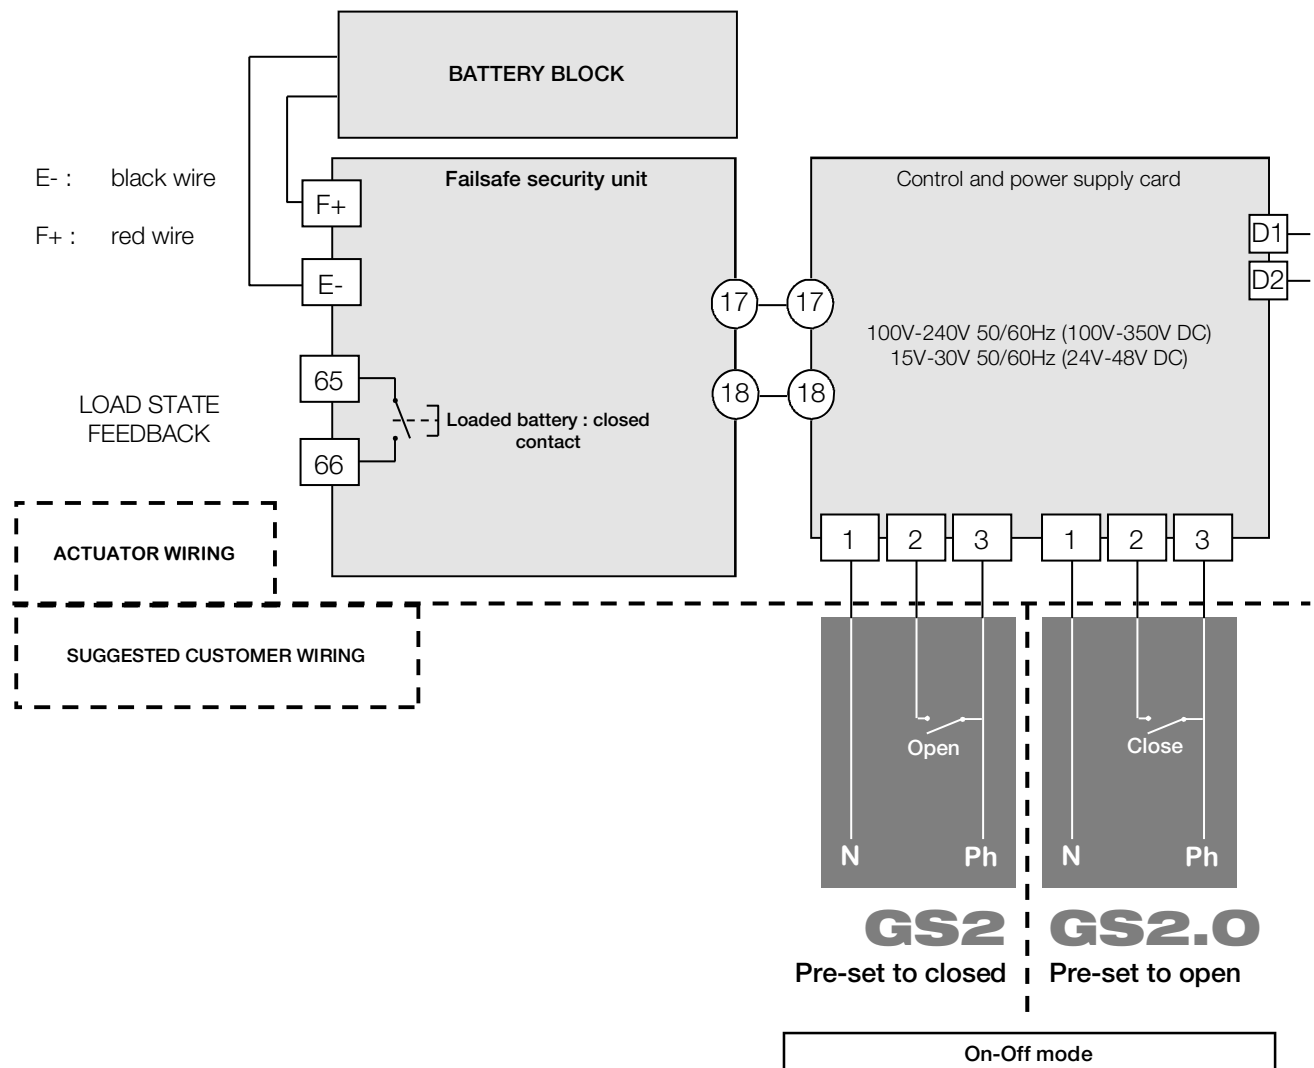 BATTERY BLOCK
E- : black wire
F+ : red wire
F+
E-
Failsafe security unit
Control and power supply card
D1
D2
17
17
18
18
100V-240V 50/60Hz (100V-350V DC)
15V-30V 50/60Hz (24V-48V DC)
65
66
LOAD STATE
FEEDBACK
Loaded battery : closed
contact
1 2 3 1 2 3
ACTUATOR WIRING
SUGGESTED CUSTOMER WIRING
Open
Close
N Ph
N Ph
GS2
GS2.0
Pre-set to closed
Pre-set to open
On-Off mode